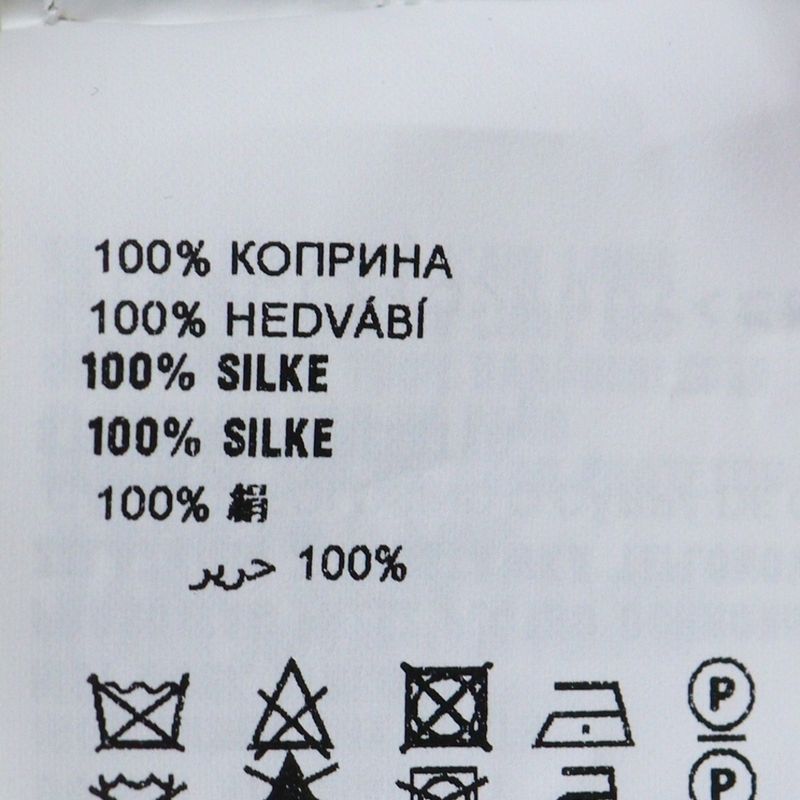 100% КОПРИНА
100% HEDVÁBÍ
100% SILKE
100% SILKE
100% 絹
100% حرير
P
P